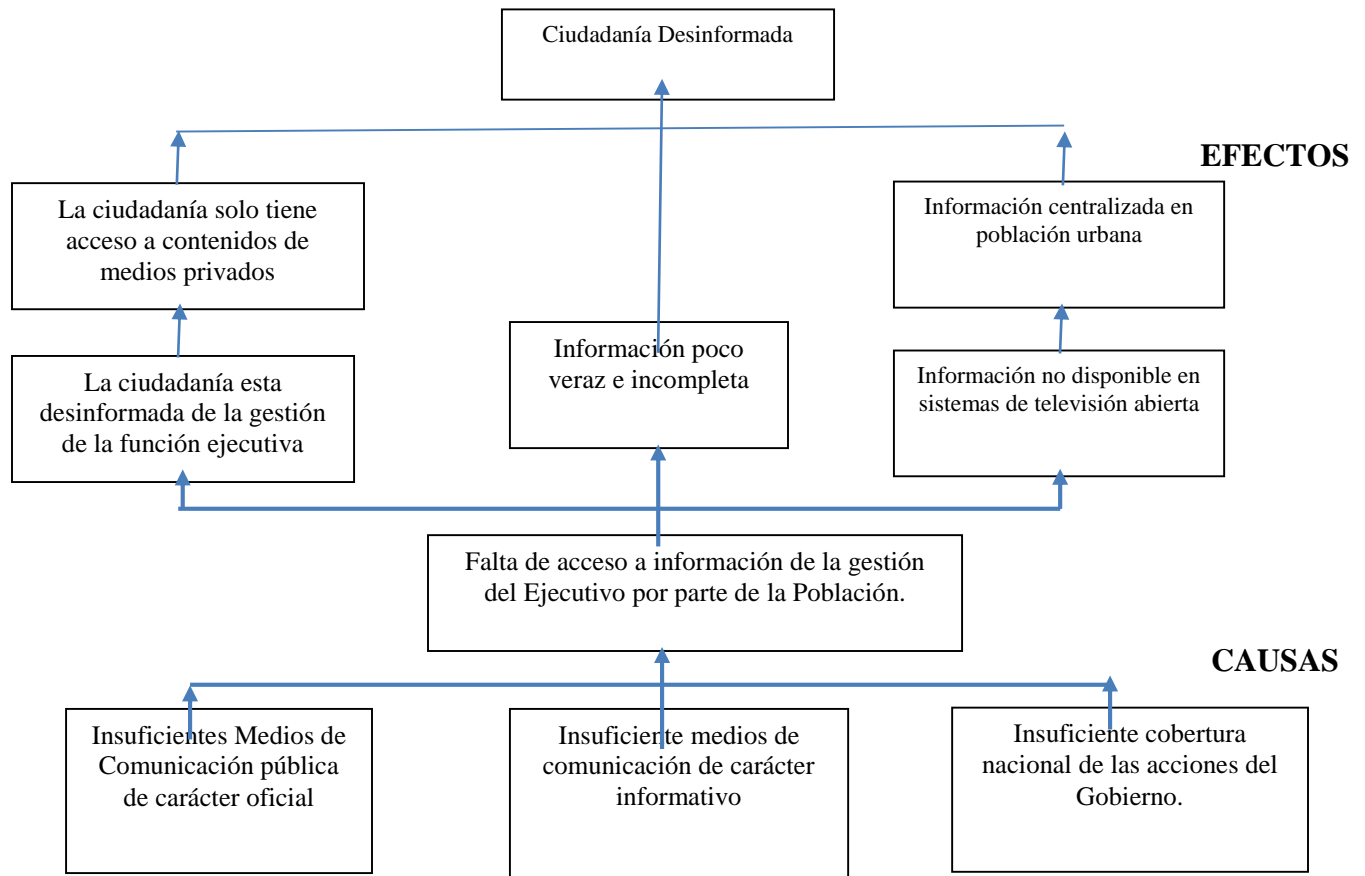 Ciudadanía Desinformada
EFECTOS
La ciudadanía solo tiene
acceso a contenidos de
medios privados
Información centralizada en
población urbana
Información poco
veraz e incompleta
La ciudadanía esta
desinformada de la gestión
de la función ejecutiva
Información no disponible en
sistemas de televisión abierta
Falta de acceso a información de la gestión
del Ejecutivo por parte de la Población.
CAUSAS
Insuficientes Medios de
Comunicación pública
de carácter oficial
Insuficiente medios de
comunicación de carácter
informativo
Insuficiente cobertura
nacional de las acciones del
Gobierno.